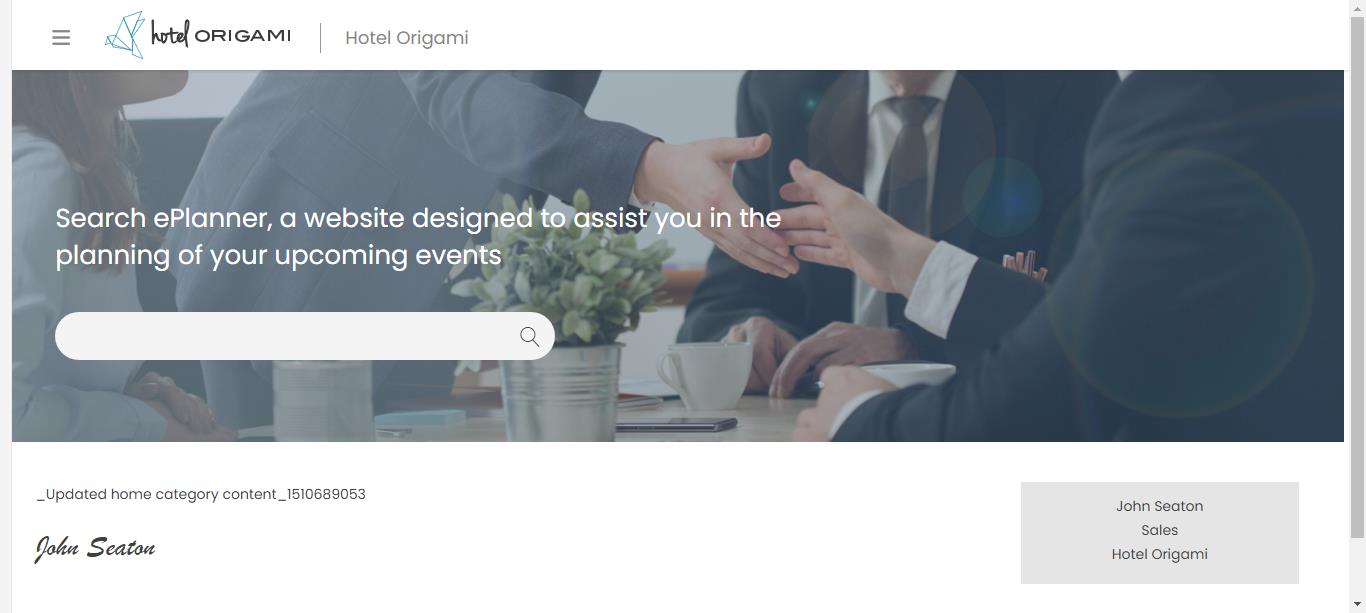 hotel ORIGAMI
Hotel Origami
Search ePlanner, a website designed to assist you in the
planning of your upcoming events
_Updated home category content_1510689053
John Seaton
John Seaton
Sales
Hotel Origami